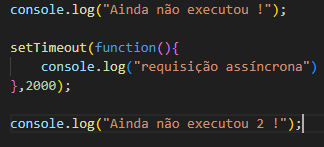 console.log("Ainda não executou !");
setTimeout(function(){
console.log("requisição assíncrona")
},2000);
console.log("Ainda não executou 2 !");